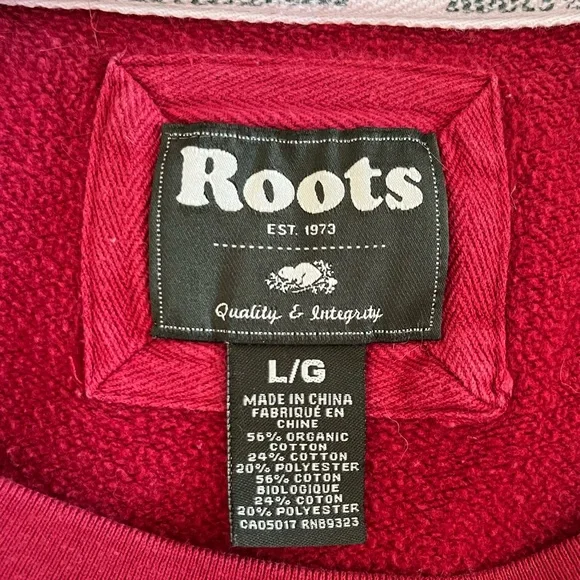 Roots
EST. 1973
Quality & Integrity
L/G
MADE IN CHINA
FABRIQUÉ EN
CHINE
56% ORGANIC
COTTON
24% COTTON
20% POLYESTER
56% COTON
BIOLOGIQUE
24% COTON
20% POLYESTER
CA05017 RN89323